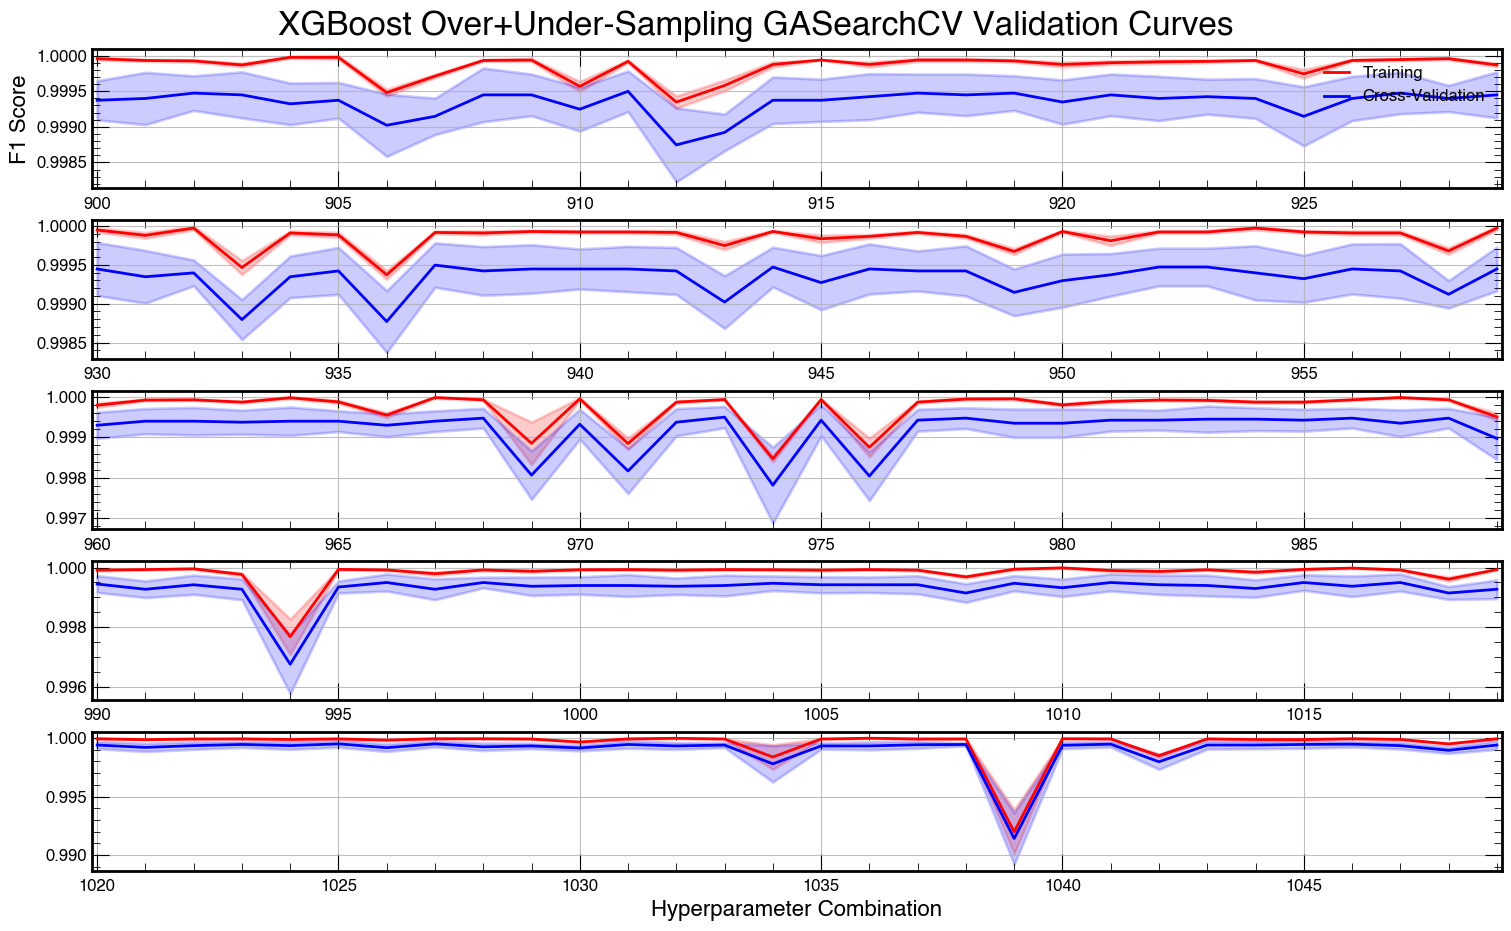 XGBoost Over+Under-Sampling GASearchCV Validation Curves
F1 Score
1.0000
0.9995
0.9990
0.9985
Training
Cross-Validation
900 905 910 915 920 925
1.0000
0.9995
0.9990
0.9985
930 935 940 945 950 955
1.000
0.999
0.998
0.997
960 965 970 975 980 985
1.000
0.998
0.996
990 995 1000 1005 1010 1015
1.000
0.995
0.990
1020 1025 1030 1035 1040 1045
Hyperparameter Combination